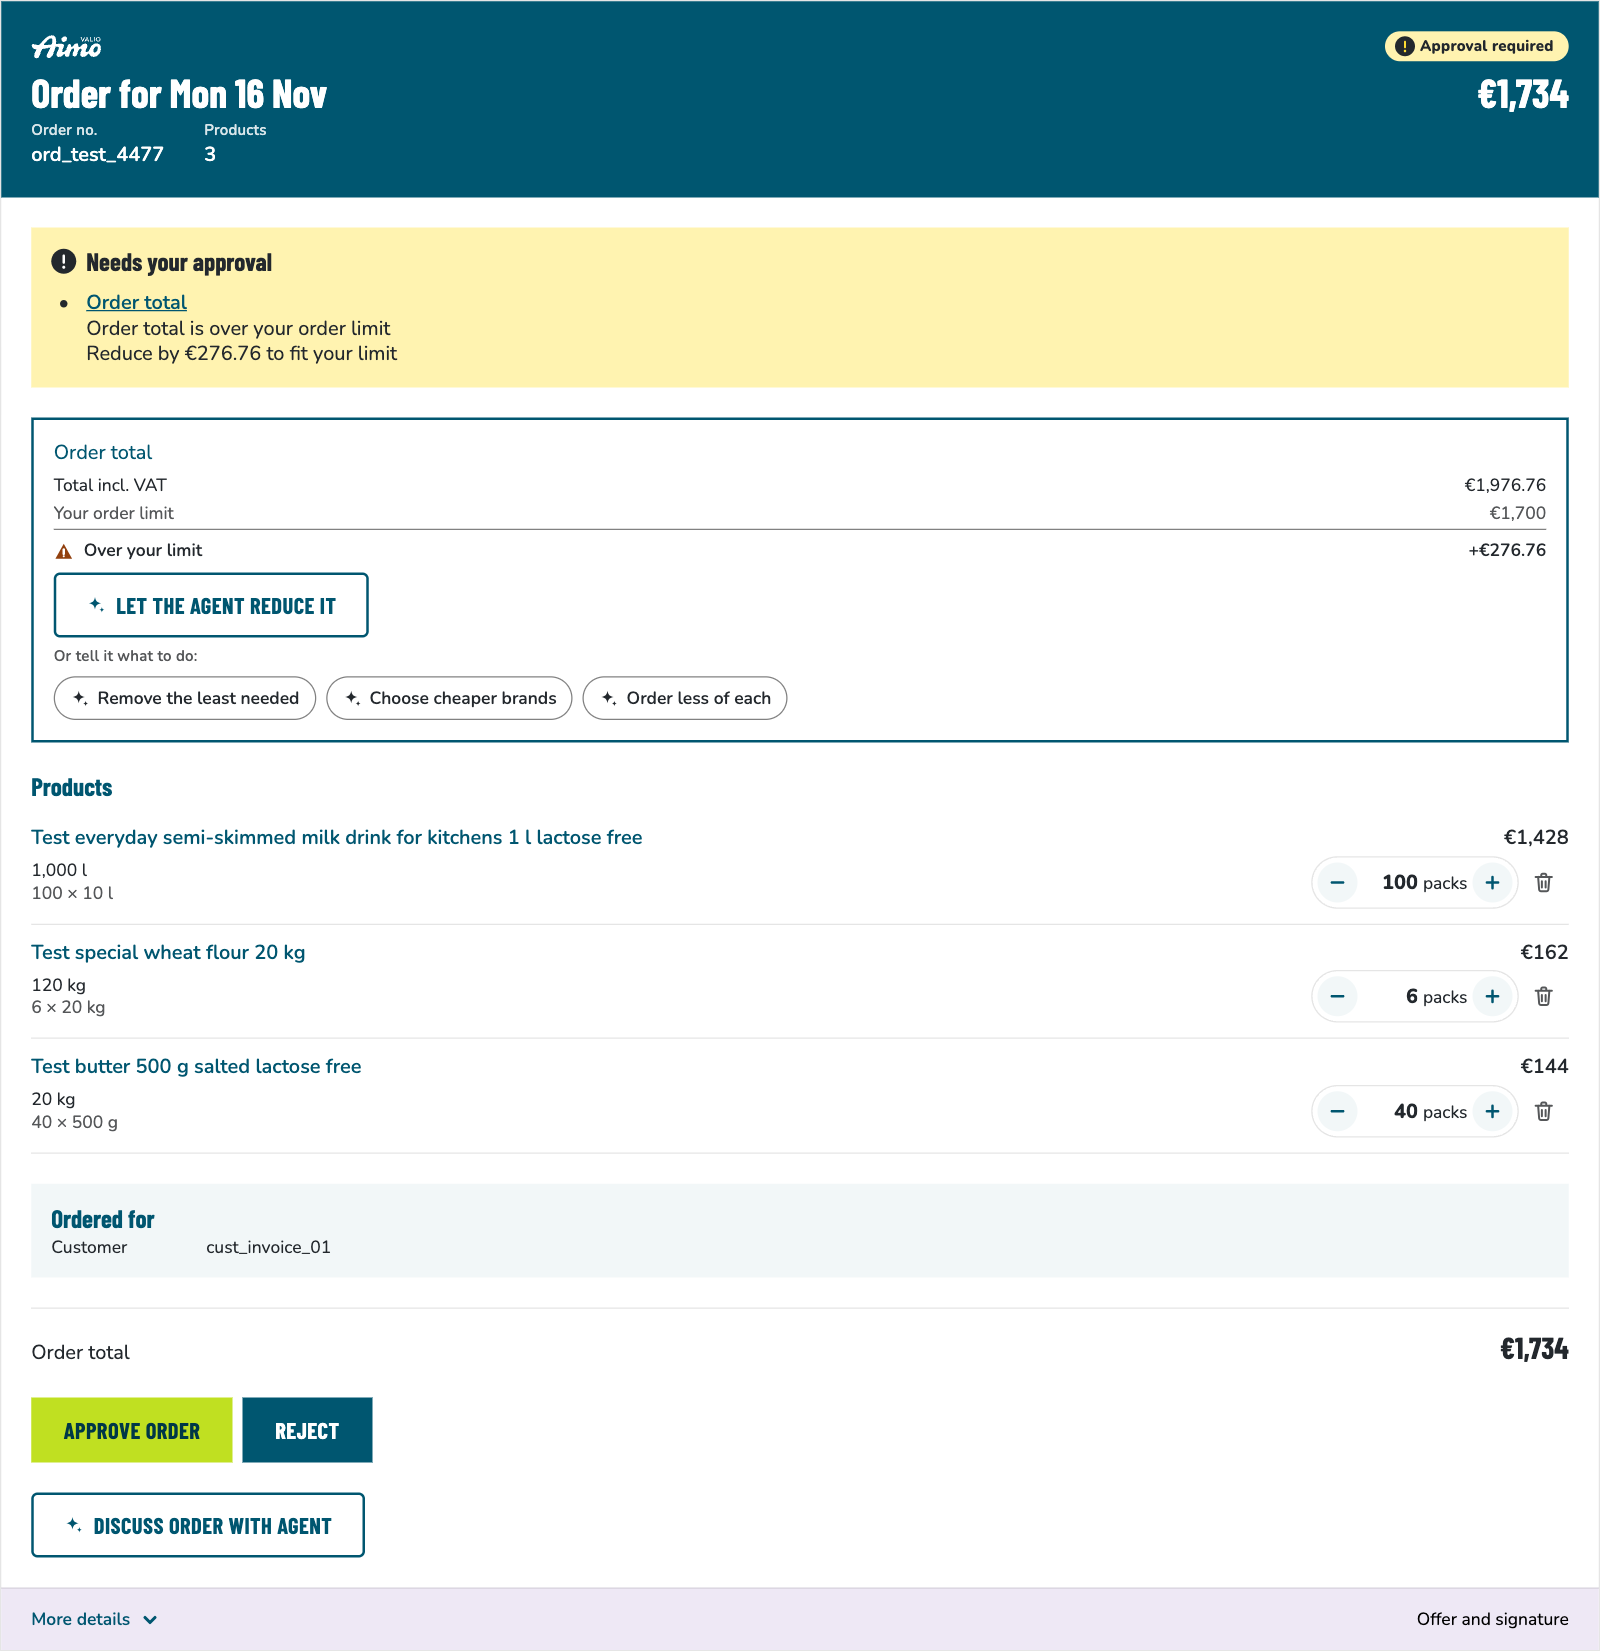 Aimo VALIO
Approval required
Order for Mon 16 Nov
€1,734
Order no.
Products
ord_test_4477
3
Needs your approval
• Order total
Order total is over your order limit
Reduce by €276.76 to fit your limit
Order total
Total incl. VAT €1,976.76
Your order limit €1,700
Over your limit +€276.76
LET THE AGENT REDUCE IT
Or tell it what to do:
Remove the least needed
Choose cheaper brands
Order less of each
Products
Test everyday semi-skimmed milk drink for kitchens 1 l lactose free €1,428
1,000 l
100 × 10 l
− 100 packs +
Test special wheat flour 20 kg €162
120 kg
6 × 20 kg
− 6 packs +
Test butter 500 g salted lactose free €144
20 kg
40 × 500 g
− 40 packs +
Ordered for
Customer cust_invoice_01
Order total €1,734
APPROVE ORDER
REJECT
DISCUSS ORDER WITH AGENT
More details
Offer and signature